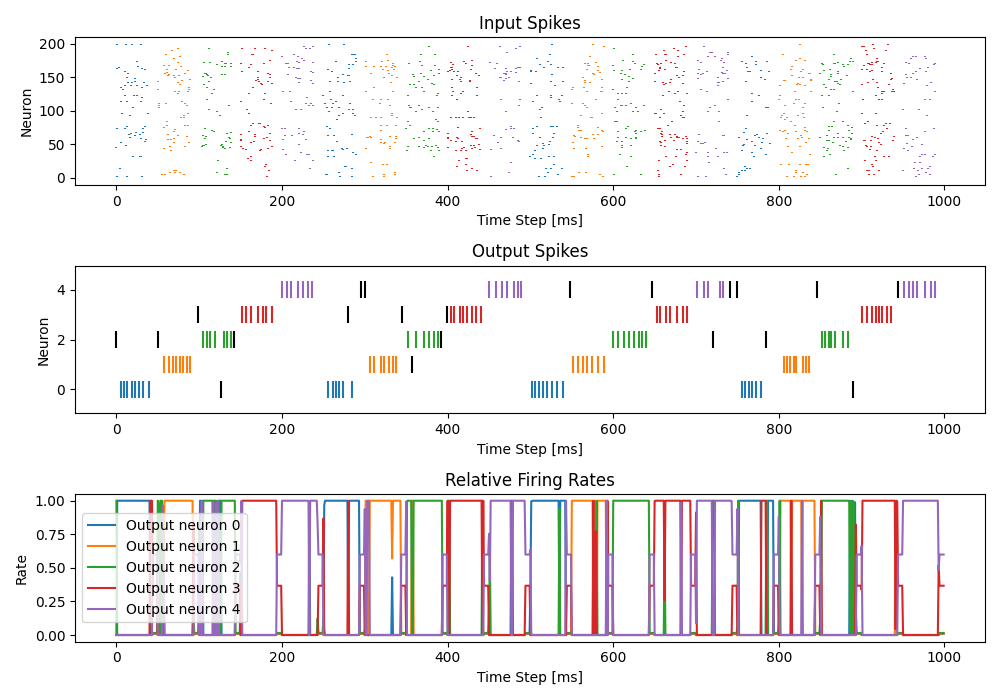 Input Spikes
200
150
100
50
0
Neuron
0 200 400 600 800 1000
Time Step [ms]
Output Spikes
4
2
0
Neuron
0 200 400 600 800 1000
Time Step [ms]
Relative Firing Rates
1.00
0.75
0.50
0.25
0.00
Rate
Output neuron 0
Output neuron 1
Output neuron 2
Output neuron 3
Output neuron 4
0 200 400 600 800 1000
Time Step [ms]